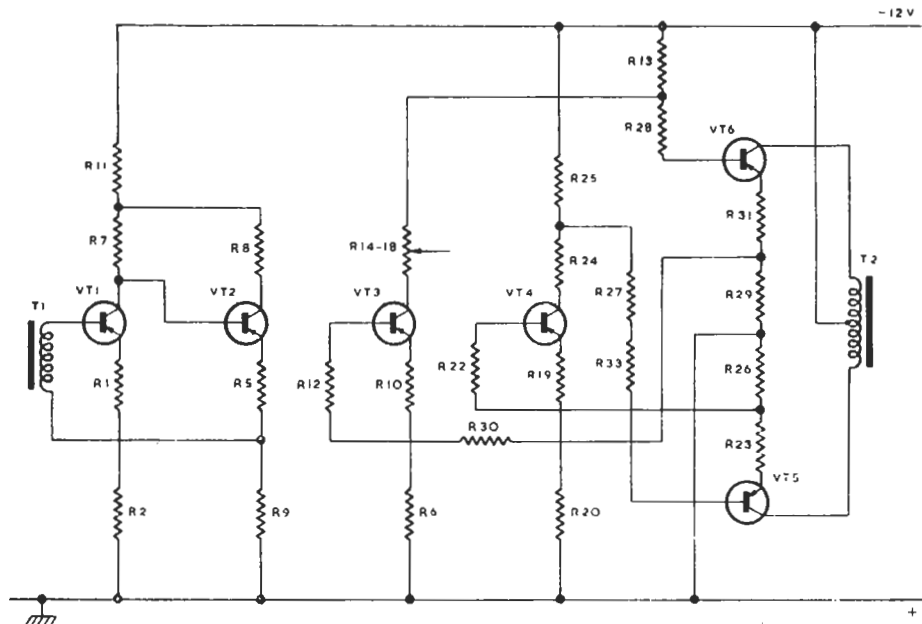 -12V
R13
R28
VT6
R11
R25
R31
R7
R8
R14-18
R24
T2
VT1
VT2
VT3
VT4
R27
R29
T1
R1
R5
R12
R10
R22
R19
R33
R26
R30
R23
VT5
R2
R9
R6
R20
+